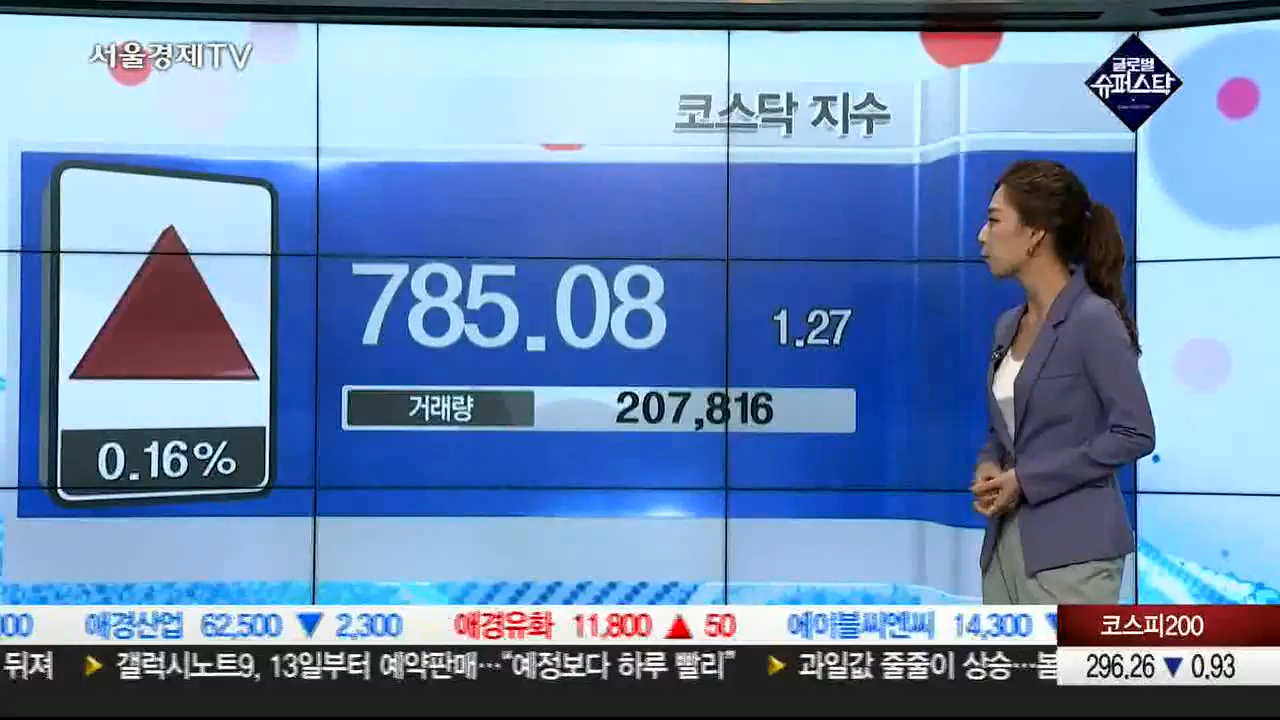 서울경제TV
글로벌
슈퍼스탁
코스닥 지수
785.08
1.27
거래량 207,816
0.16%
00 애경산업 62,500 ▼ 2,300 애경유화 11,800 ▲ 50 에이블씨엔씨 14,300 ▼
코스피200
뒤져 ▶ 갤럭시노트9, 13일부터 예약판매…“예정보다 하루 빨리” ▶ 과일값 줄줄이 상승…봄
296.26 ▼ 0.93